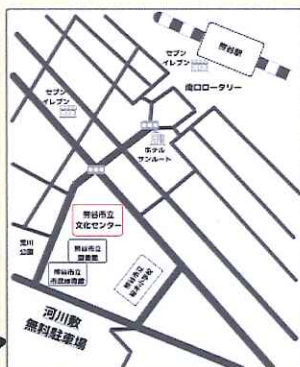 熊谷駅
セブン
イレブン
南口ロータリー
セブン
イレブン
ホテル
サンルート
熊谷市立
文化センター
荒川
公園
熊谷市立
図書館
熊谷市立
市民体育館
熊谷市立
桜木小学校
河川敷
無料駐車場